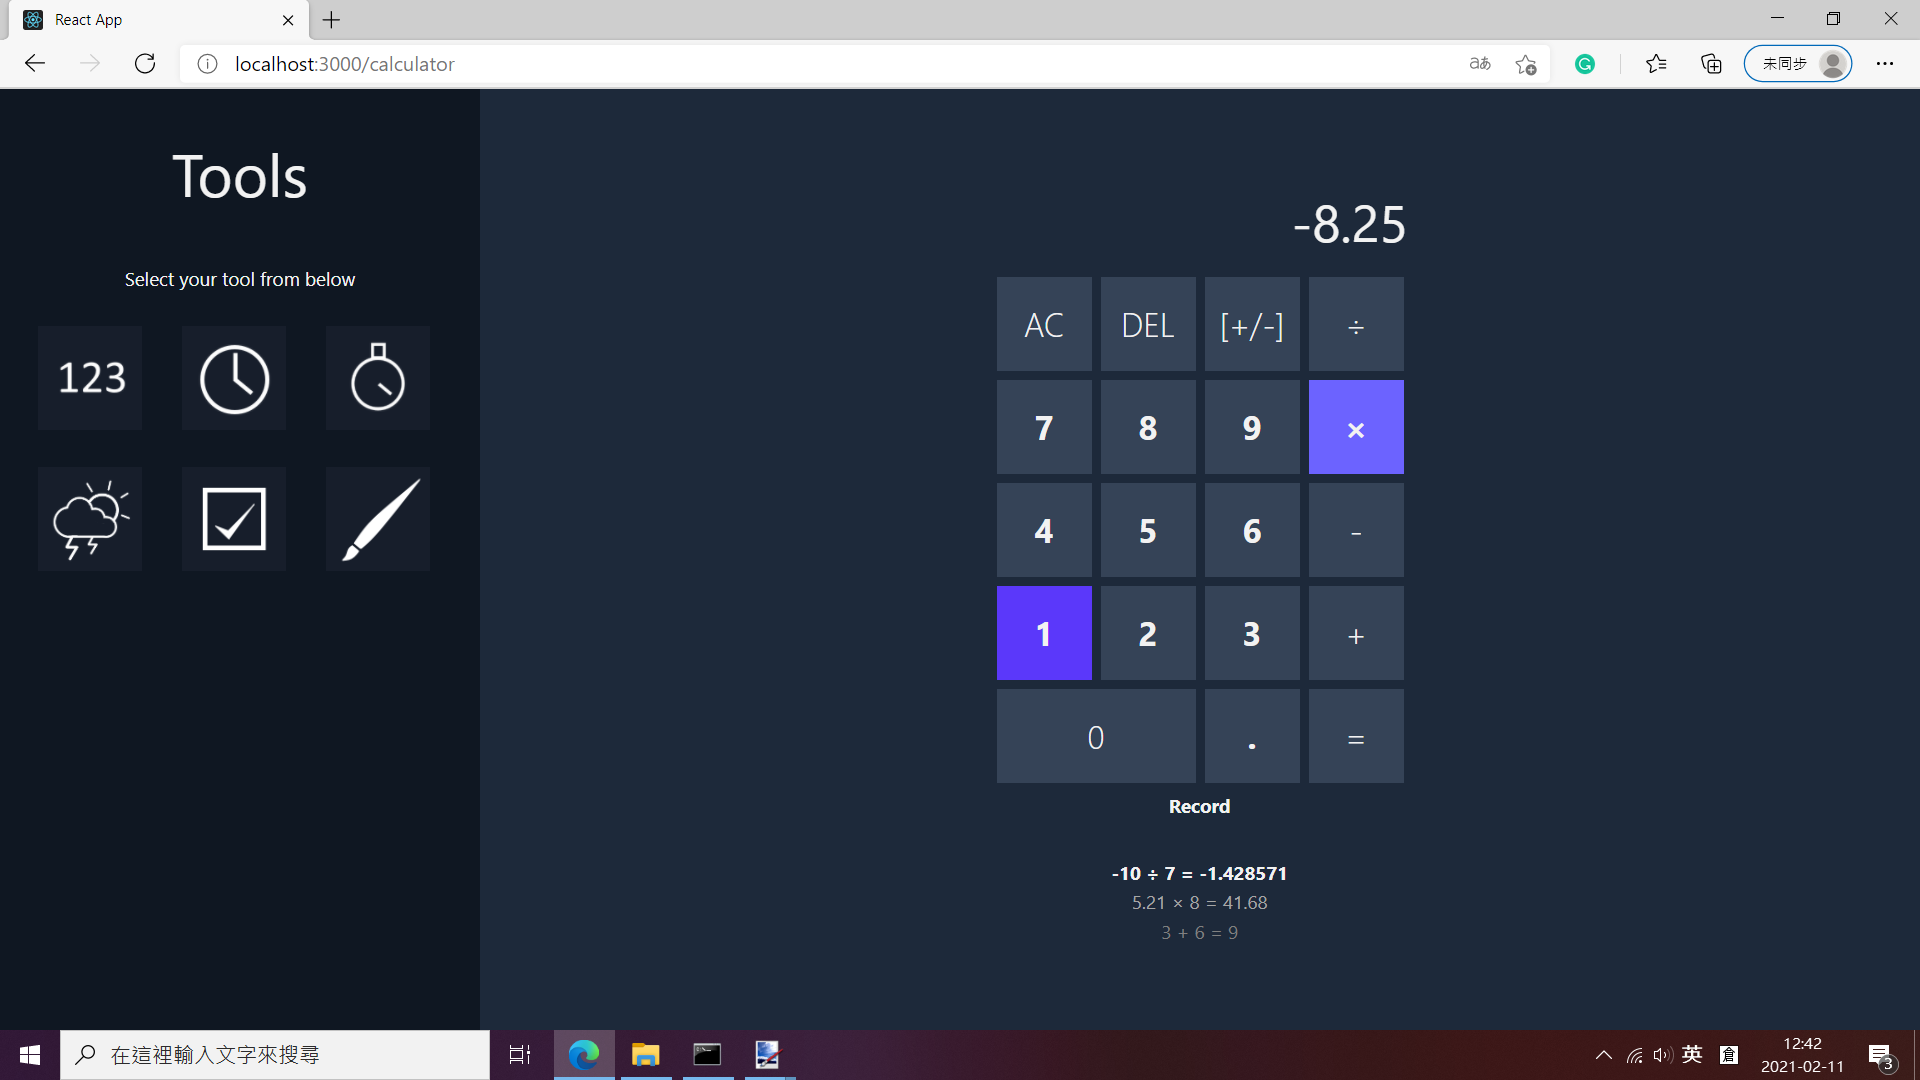 React App
localhost:3000/calculator
aあ
未同步
Tools
Select your tool from below
123
-8.25
AC DEL [+/-] ÷
7 8 9 ×
4 5 6 -
1 2 3 +
0 . =
Record
-10 ÷ 7 = -1.428571
5.21 × 8 = 41.68
3 + 6 = 9
在這裡輸入文字來搜尋
英
倉
12:42
2021-02-11
3